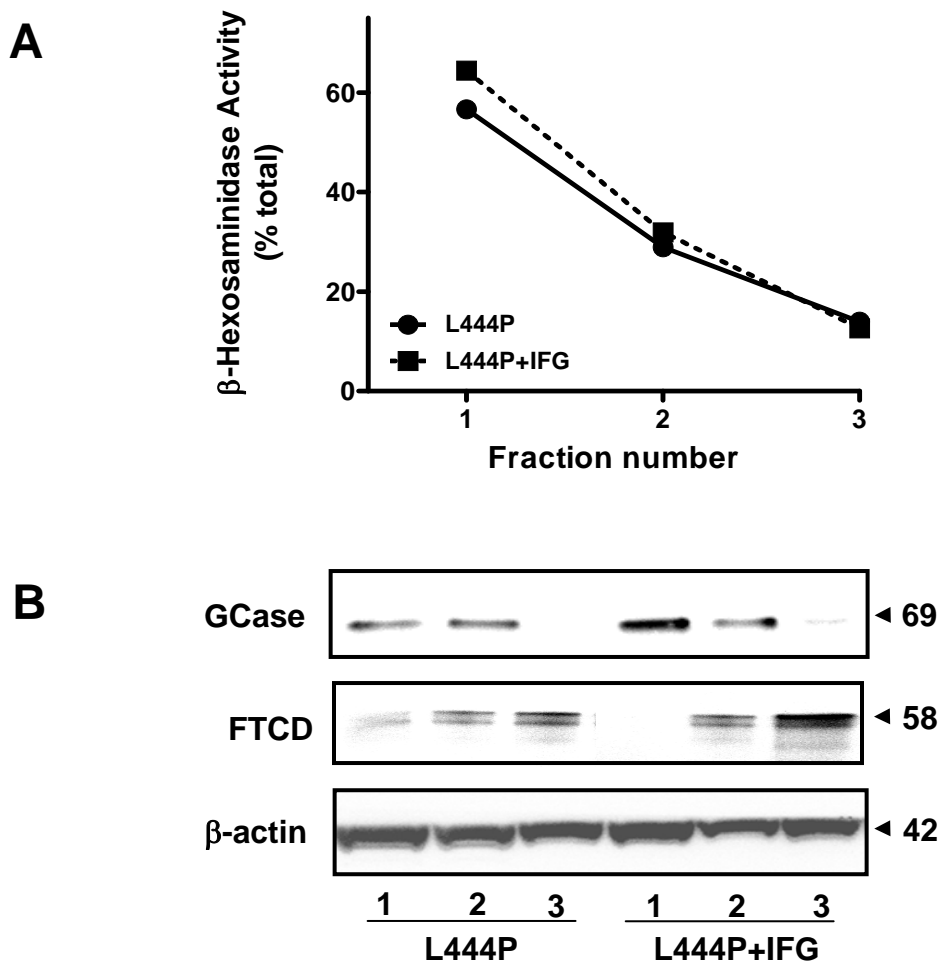 A
β-Hexosaminidase Activity
(% total)
60
40
20
0
L444P
L444P+IFG
1 2 3
Fraction number
B
GCase
69
FTCD
58
β-actin
42
1 2 3 1 2 3
L444P L444P+IFG